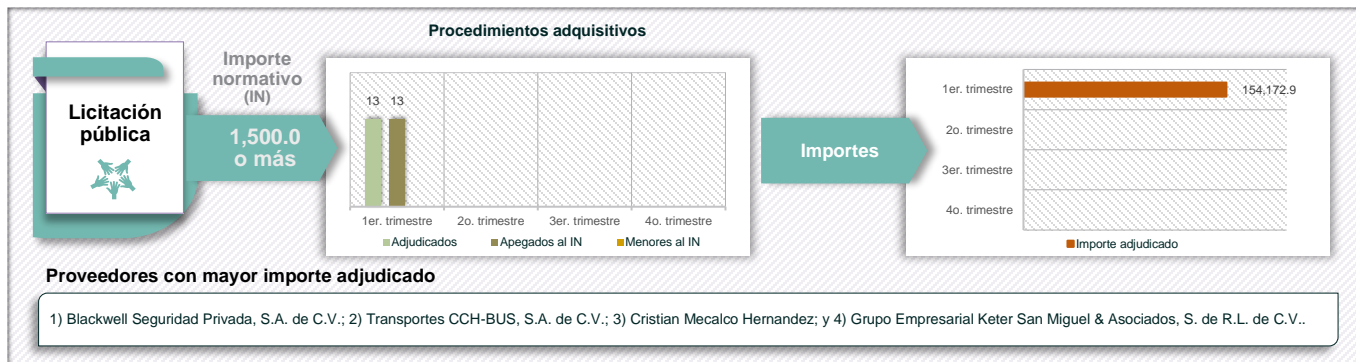 Procedimientos adquisitivos
Licitación
pública
Importe
normativo
(IN)
1,500.0
o más
13 13
1er. trimestre 2o. trimestre 3er. trimestre 4o. trimestre
Adjudicados Apegados al IN Menores al IN
Importes
1er. trimestre 154,172.9
2o. trimestre
3er. trimestre
4o. trimestre
Importe adjudicado
Proveedores con mayor importe adjudicado
1) Blackwell Seguridad Privada, S.A. de C.V.; 2) Transportes CCH-BUS, S.A. de C.V.; 3) Cristian Mecalco Hernandez; y 4) Grupo Empresarial Keter San Miguel & Asociados, S. de R.L. de C.V..